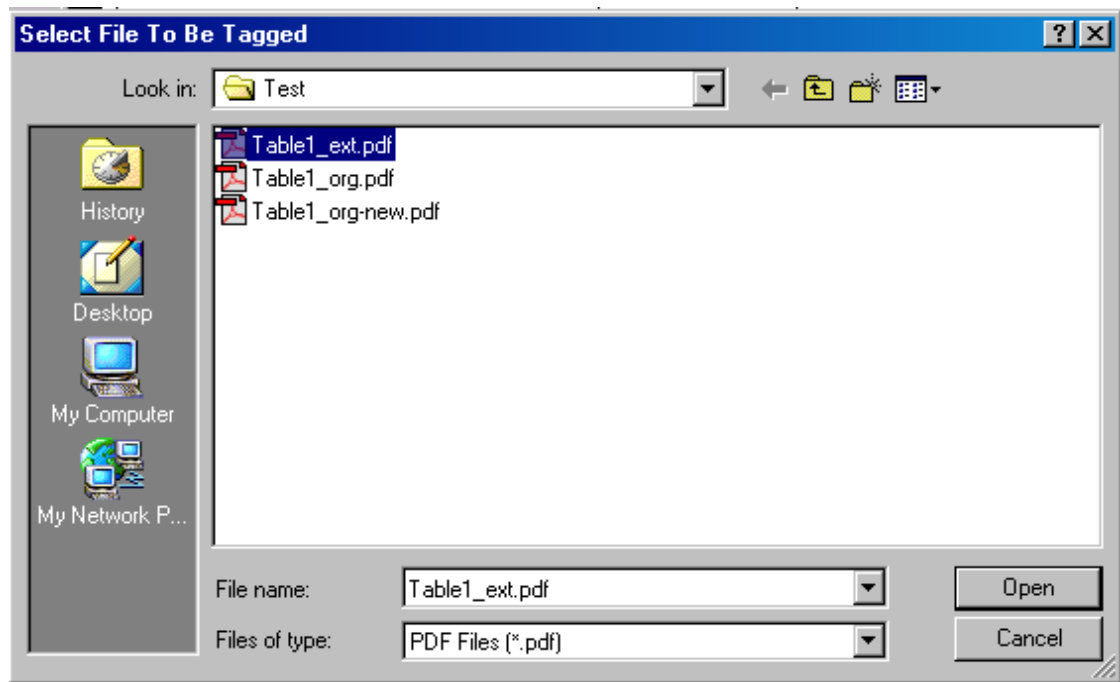 Select File To Be Tagged
Look in: Test
Table1_ext.pdf
Table1_org.pdf
Table1_org-new.pdf
History
Desktop
My Computer
My Network P...
File name: Table1_ext.pdf Open
Files of type: PDF Files (*.pdf) Cancel